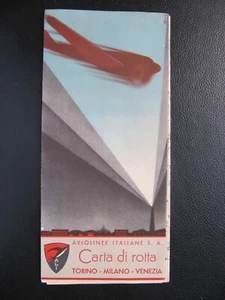 AVIOLINEE ITALIANE S. A.
Carta di rotta
TORINO - MILANO - VENEZIA